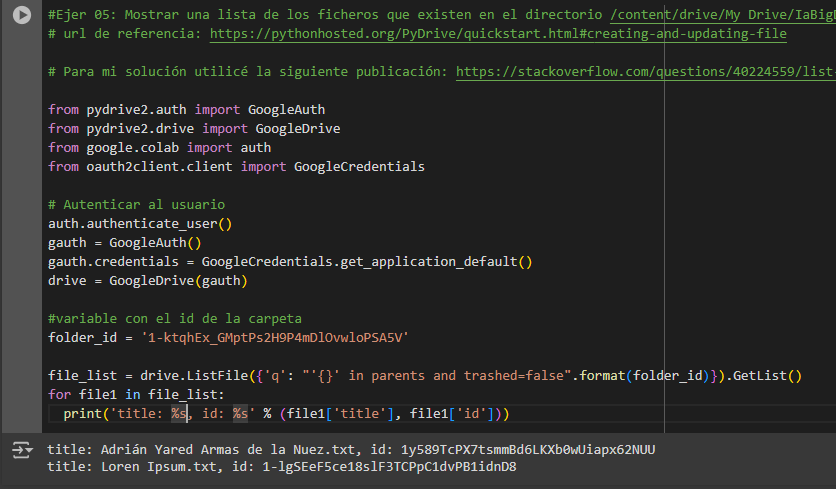 #Ejer 05: Mostrar una lista de los ficheros que existen en el directorio /content/drive/My Drive/IaBigD
# url de referencia: https://pythonhosted.org/PyDrive/quickstart.html#creating-and-updating-file
# Para mi solución utilicé la siguiente publicación: https://stackoverflow.com/questions/40224559/list-
from pydrive2.auth import GoogleAuth
from pydrive2.drive import GoogleDrive
from google.colab import auth
from oauth2client.client import GoogleCredentials
# Autenticar al usuario
auth.authenticate_user()
gauth = GoogleAuth()
gauth.credentials = GoogleCredentials.get_application_default()
drive = GoogleDrive(gauth)
#variable con el id de la carpeta
folder_id = '1-ktqhEx_GMptPs2H9P4mDlOvwloPSA5V'
file_list = drive.ListFile({'q': "'{}' in parents and trashed=false".format(folder_id)}).GetList()
for file1 in file_list:
print('title: %s, id: %s' % (file1['title'], file1['id']))
title: Adrián Yared Armas de la Nuez.txt, id: 1y589TcPX7tsmmBd6LKXb0wUiapx62NUU
title: Loren Ipsum.txt, id: 1-lgSEeF5ce18slF3TCPpC1dvPB1idnD8